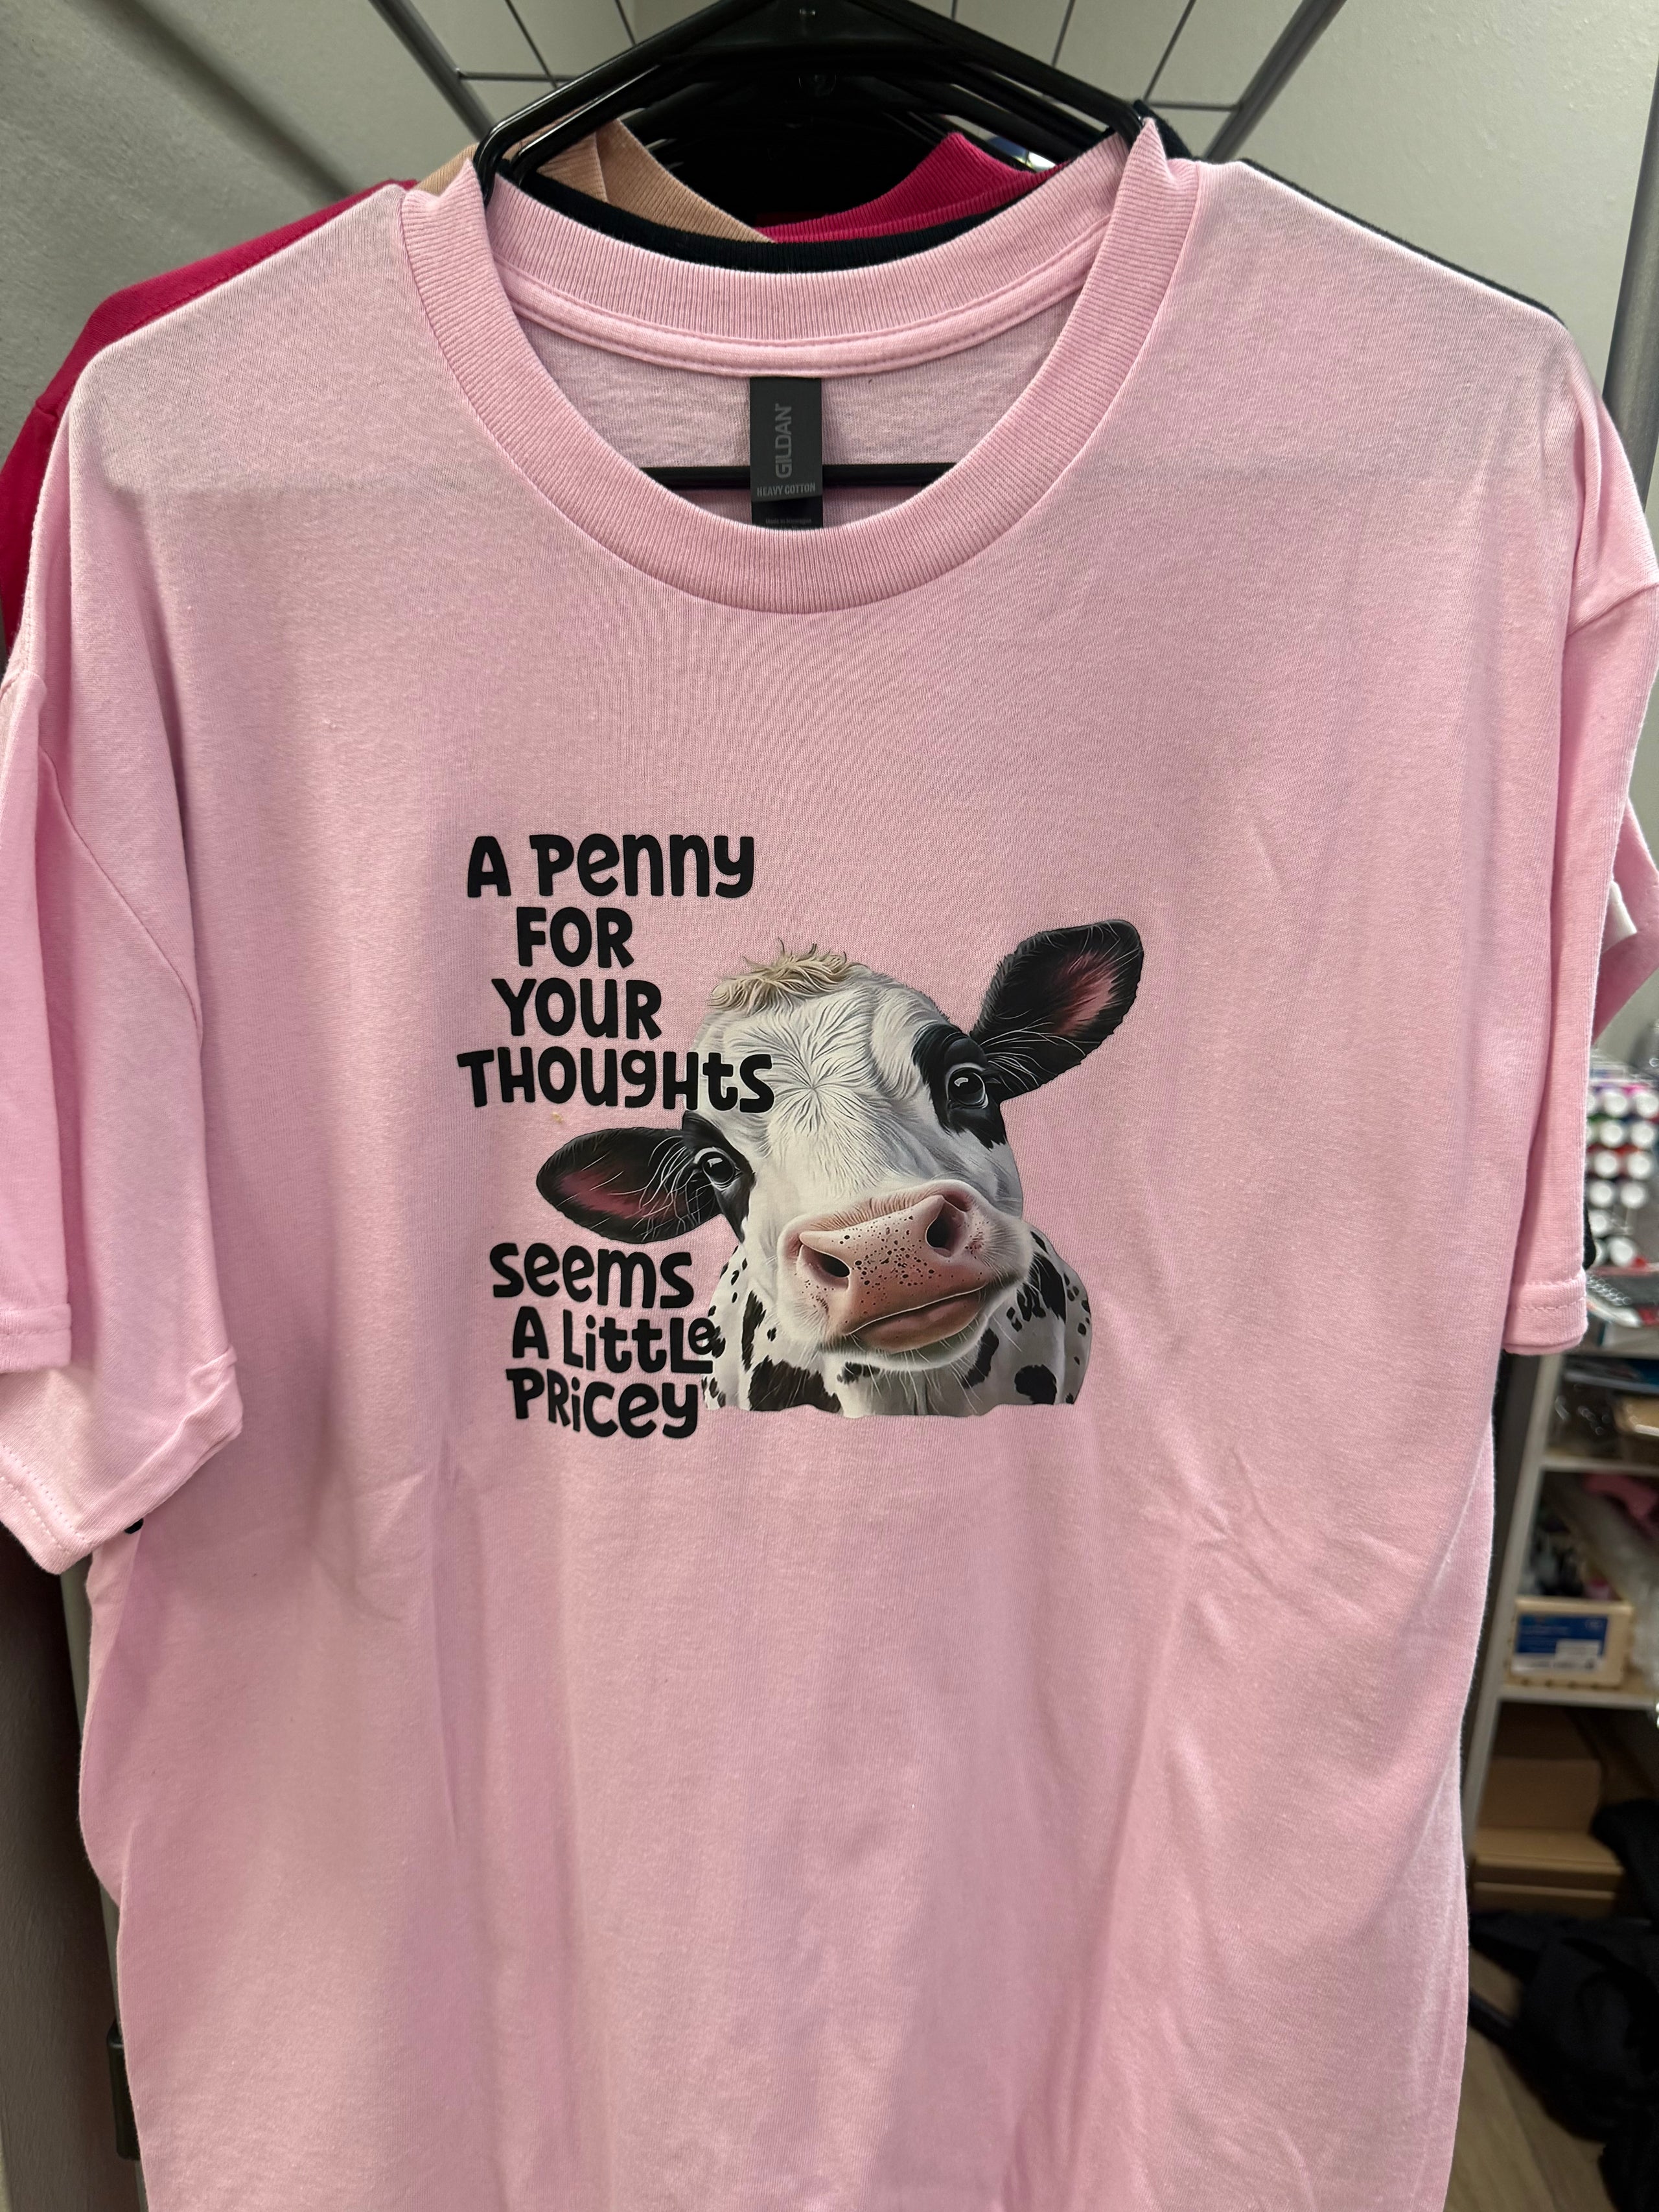 GILDAN
HEAVY COTTON
A Penny
FOR
YOUR
THOUGHTS
Seems
A LittLe
PRiCey